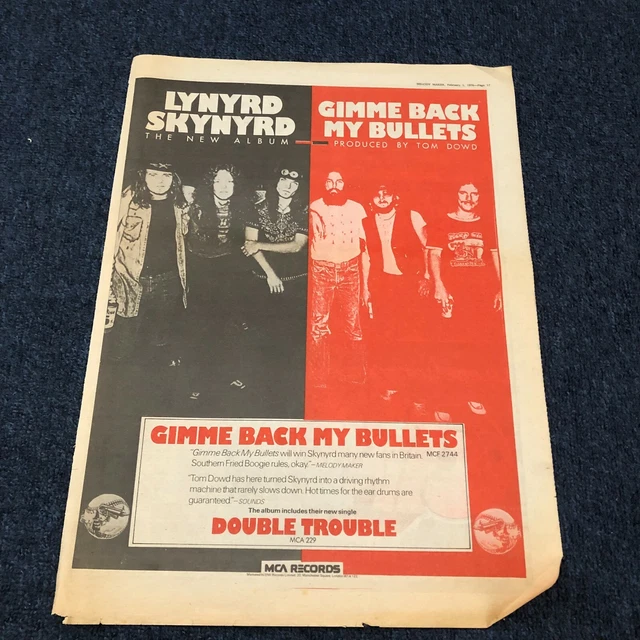 MELODY MAKER, February
LYNYRD
SKYNYRD
THE NEW ALBUM
GIMME BACK
MY BULLETS
PRODUCED BY TOM DOWD
GIMME BACK MY BULLETS
"Gimme Back My Bullets will win Skynyrd many new fans in Britain. MCF 2744
Southern Fried Boogie rules, okay."–MELODY MAKER
"Tom Dowd has here turned Skynyrd into a driving rhythm
machine that rarely slows down. Hot times for the ear drums are
guaranteed."–SOUNDS
The album includes their new single
DOUBLE TROUBLE
MCA 229
MCA RECORDS